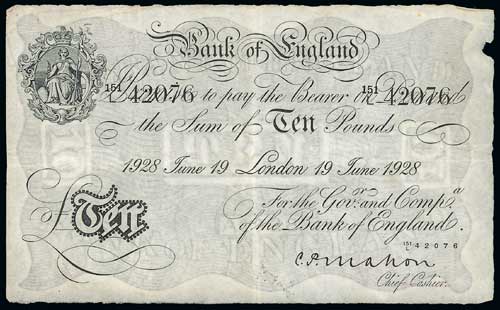 Bank of England
151/L 42076 151/L 42076
Promise to pay the Bearer on Demand
the Sum of Ten Pounds
1928 June 19 London 19 June 1928
For the Govr. and Compa.
of the Bank of England.
£Ten
151/L 42076
C.P. Mahon
Chief Cashier.